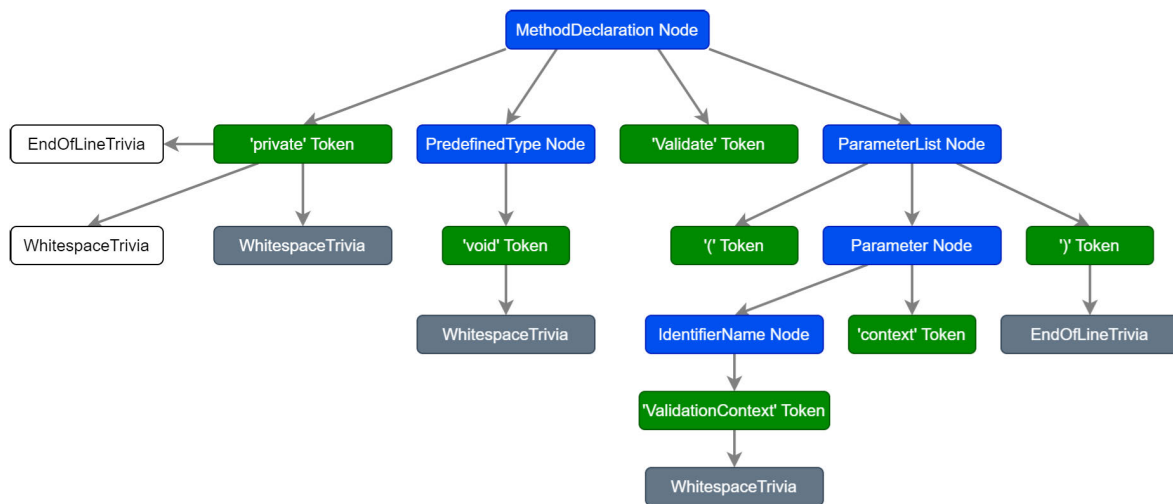 MethodDeclaration Node
EndOfLineTrivia
'private' Token
PredefinedType Node
'Validate' Token
ParameterList Node
WhitespaceTrivia
WhitespaceTrivia
'void' Token
'(' Token
Parameter Node
')' Token
WhitespaceTrivia
IdentifierName Node
'context' Token
EndOfLineTrivia
'ValidationContext' Token
WhitespaceTrivia